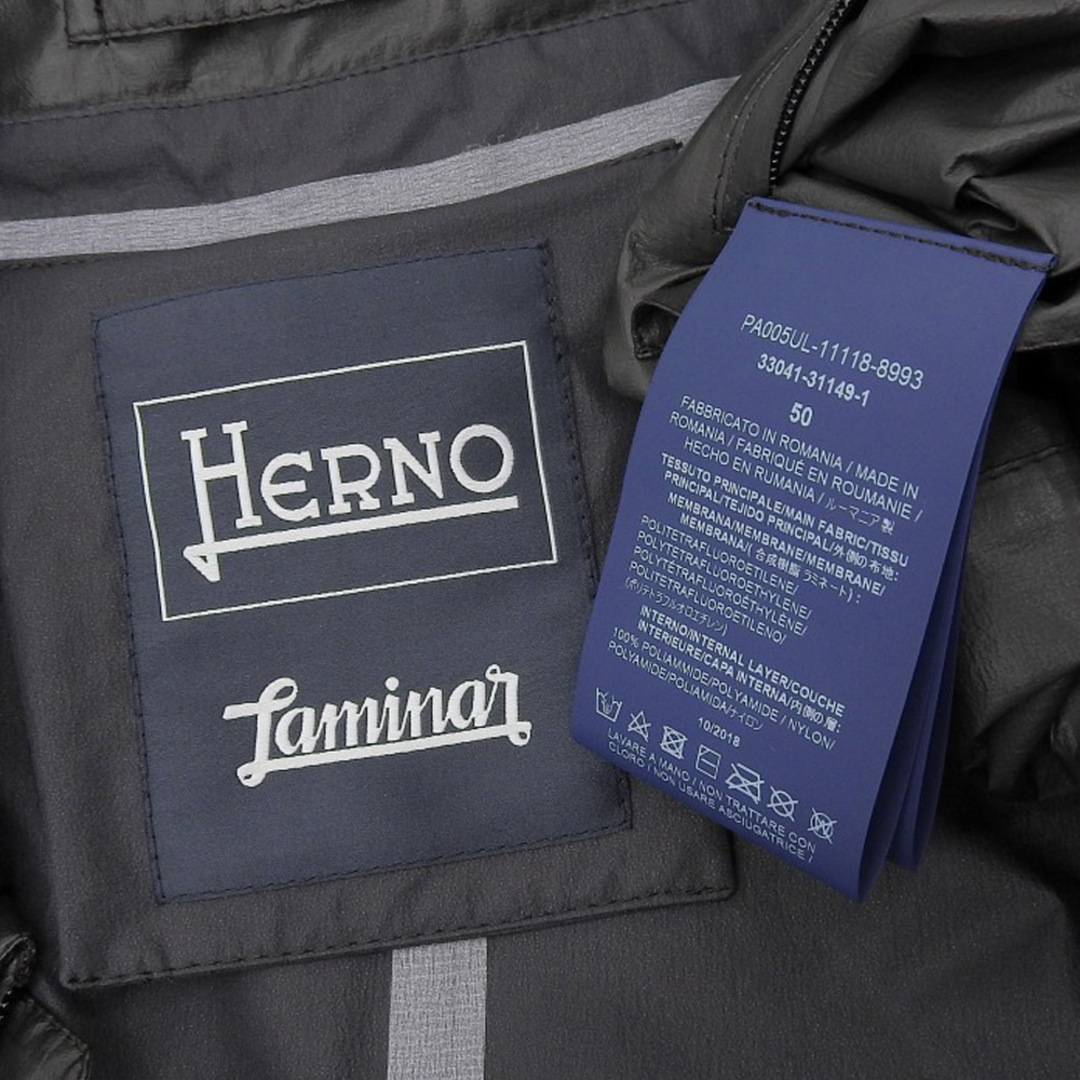 HERNO
Laminar
PA005UL-11118-8993
33041-31149-1
50
FABBRICATO IN ROMANIA / MADE IN
ROMANIA / FABRIQUÉ EN ROUMANIE /
HECHO EN RUMANIA / ルーマニア製
TESSUTO PRINCIPALE/MAIN FABRIC/TISSU
PRINCIPAL/TEJIDO PRINCIPAL/外側の布地:
MEMBRANA/MEMBRANE/MEMBRANE/
MEMBRANA/(合成樹脂 ラミネート) :
POLITETRAFLUOROETILENE/
POLYTETRAFLUOROETHYLENE/
POLYTÉTRAFLUOROÉTHYLÈNE/
POLITETRAFLUOROETILENO/
(ポリテトラフルオロエチレン)
INTERNO/INTERNAL LAYER/COUCHE
INTERIEURE/CAPA INTERNA/内側の層:
100% POLIAMMIDE/POLYAMIDE / NYLON/
POLYAMIDE/POLIAMIDA/ナイロン
10/2018
LAVARE A MANO / NON TRATTARE CON
CLORO / NON USARE ASCIUGATRICE /